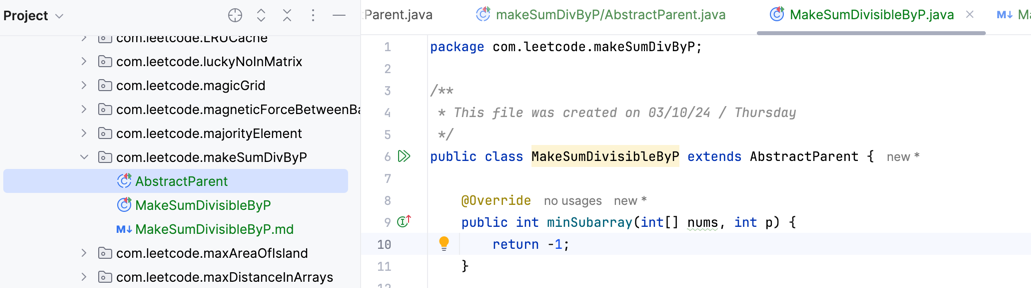 Project
com.leetcode.LRUCache
com.leetcode.luckyNoInMatrix
com.leetcode.magicGrid
com.leetcode.magneticForceBetweenBa
com.leetcode.majorityElement
com.leetcode.makeSumDivByP
AbstractParent
MakeSumDivisibleByP
M↓ MakeSumDivisibleByP.md
com.leetcode.maxAreaOfIsland
com.leetcode.maxDistanceInArrays
Parent.java makeSumDivByP/AbstractParent.java MakeSumDivisibleByP.java M↓ M
1 package com.leetcode.makeSumDivByP;
2
3 /**
4 * This file was created on 03/10/24 / Thursday
5 */
6 public class MakeSumDivisibleByP extends AbstractParent { new *
7
8 @Override no usages new *
9 public int minSubarray(int[] nums, int p) {
10 return -1;
11 }